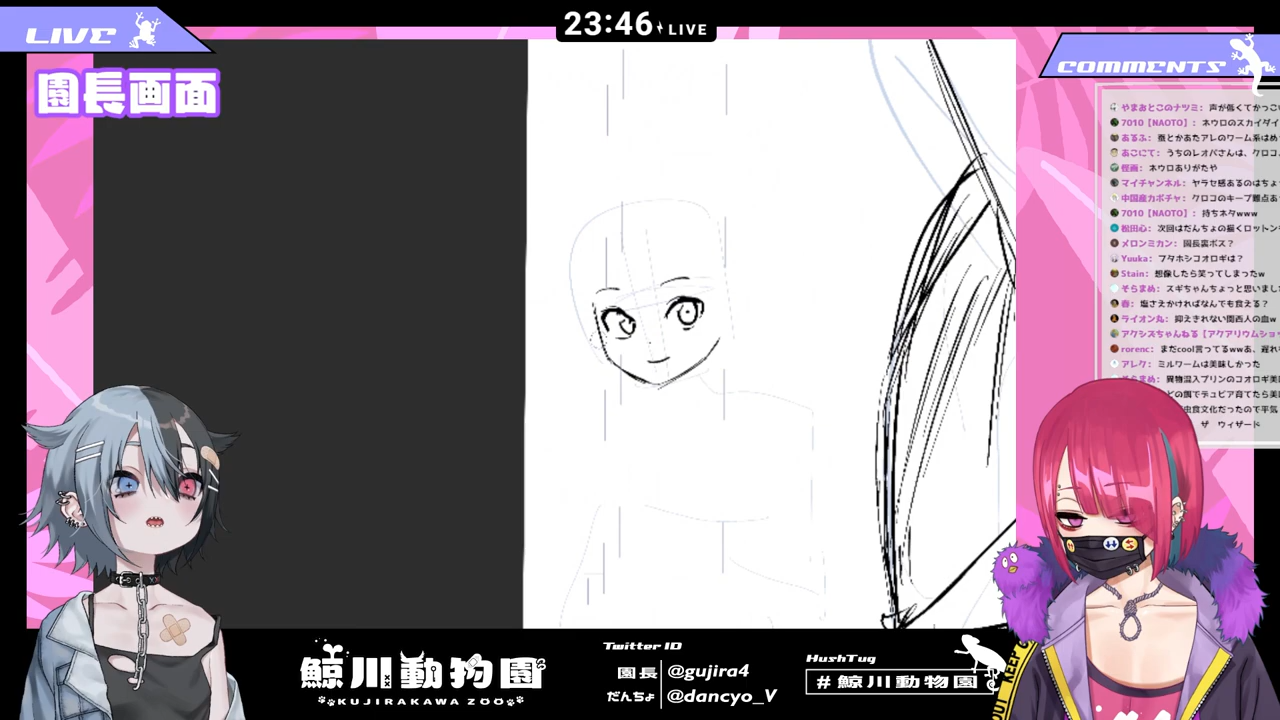 LIVE
23:46 LIVE
COMMENTS
園長画面
やまおとこのナツミ: 声が低くてかっこ
7010【NAOTO】: ネウロのスカイダイ
あるふ: 蚕とかあたアレのワーム系はめ
あこにて: うちのレオパさんは、クロコ
怪画: ネウロありがたや
マイチャンネル: ヤラセ感あるのはちょ
中国産カボチャ: クロコのキープ難点あ
7010【NAOTO】: 持ちネタwww
松田心: 次回はだんちょの描くロットン
メロンミカン: 園長裏ボス?
Yuuka: フタホシコオロギは?
Stain: 想像したら笑ってしまったw
そらまめ: スギちゃんちょっと思いまし
春: 塩さえかければなんでも食える?
ライオン丸: 抑えきれない関西人の血w
アクシズちゃんねる【アクアリウムショ
rorenc: まだcool言ってるwwあ、遅れ
アレク: ミルワームは美味しかった
そらまめ: 異物混入プリンのコオロギ美
どの餌でデュビア育てたら美
虫食文化だったので平気
ザ ウィザード
鯨川動物園
KUJIRAKAWA ZOO
Twitter ID
園長 @gujira4
だんちょ @dancyo_V
HushTug
#鯨川動物園
OUT KEEP